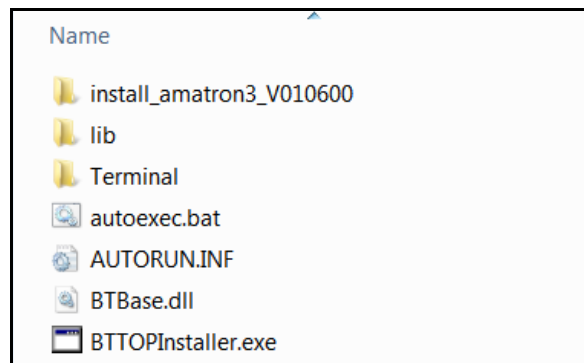 Name
install_amatron3_V010600
lib
Terminal
autoexec.bat
AUTORUN.INF
BTBase.dll
BTTOPInstaller.exe